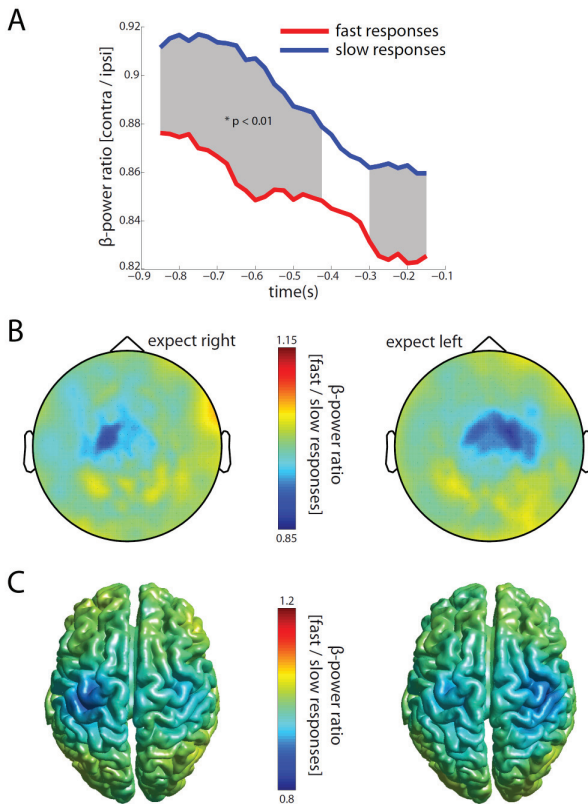 A
fast responses
slow responses
β-power ratio [contra / ipsi]
0.92
0.9
0.88
0.86
0.84
0.82
* p < 0.01
−0.9 −0.8 −0.7 −0.6 −0.5 −0.4 −0.3 −0.2 −0.1
time(s)
B
expect right
expect left
1.15
β-power ratio
[fast / slow responses]
0.85
C
1.2
β-power ratio
[fast / slow responses]
0.8